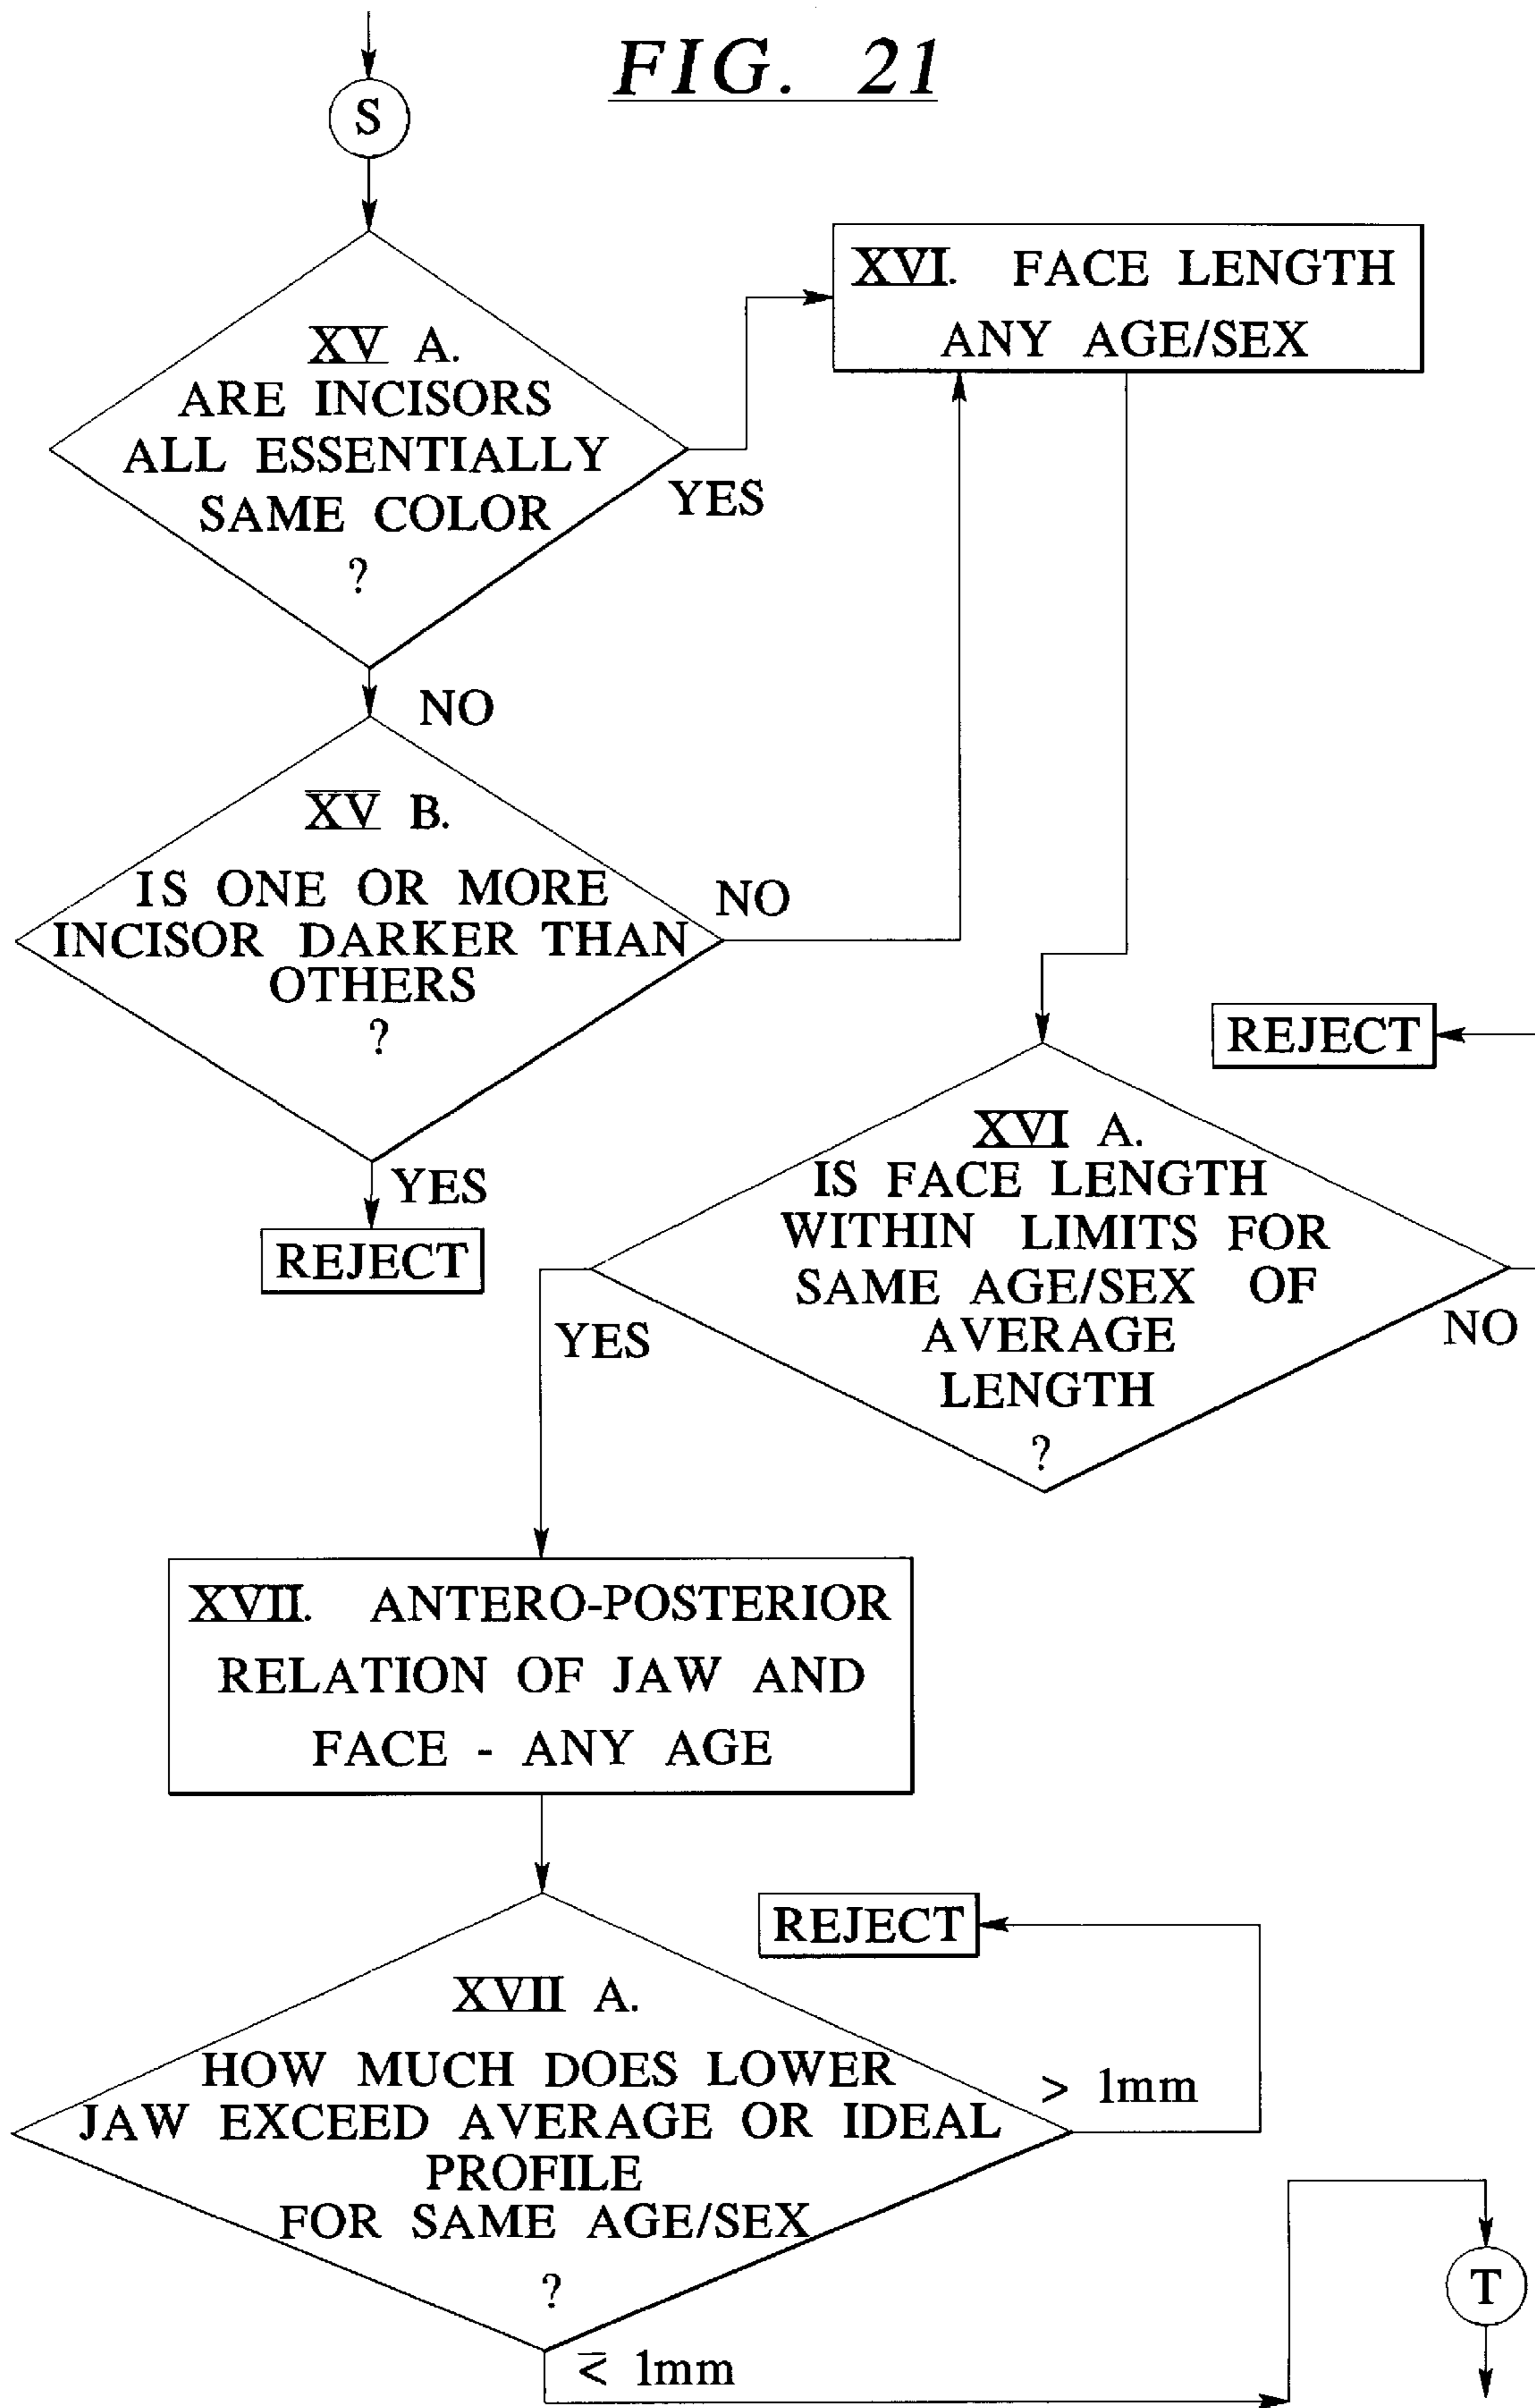 FIG. 21
S
XV A.
ARE INCISORS
ALL ESSENTIALLY
SAME COLOR
?
YES
NO
XVI. FACE LENGTH
ANY AGE/SEX
XV B.
IS ONE OR MORE
INCISOR DARKER THAN
OTHERS
?
NO
YES
REJECT
REJECT
XVI A.
IS FACE LENGTH
WITHIN LIMITS FOR
SAME AGE/SEX OF
AVERAGE
LENGTH
?
YES
NO
XVII. ANTERO-POSTERIOR
RELATION OF JAW AND
FACE - ANY AGE
REJECT
XVII A.
HOW MUCH DOES LOWER
JAW EXCEED AVERAGE OR IDEAL
PROFILE
FOR SAME AGE/SEX
?
> 1mm
< 1mm
T